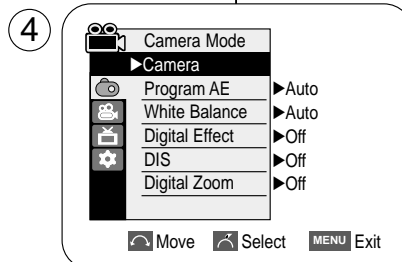 4
Camera Mode
►Camera
Program AE ►Auto
White Balance ►Auto
Digital Effect ►Off
DIS ►Off
Digital Zoom ►Off
Move Select MENU Exit